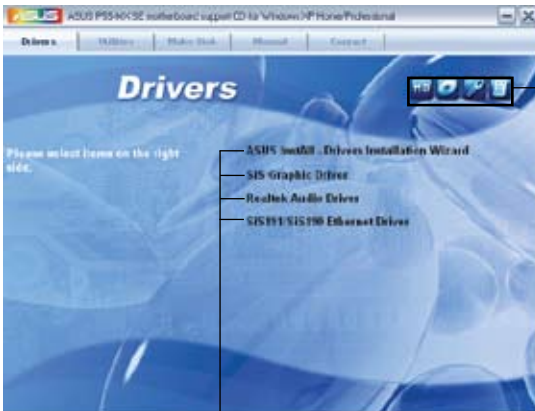 ASUS P5S-MX SE motherboard support CD for Windows XP Home/Professional
Drivers Utilities Make Disk Manual Contact
Drivers
Please select items on the right
side.
ASUS InstAll - Drivers Installation Wizard
SiS Graphic Driver
Realtek Audio Driver
SiS191/SiS190 Ethernet Driver